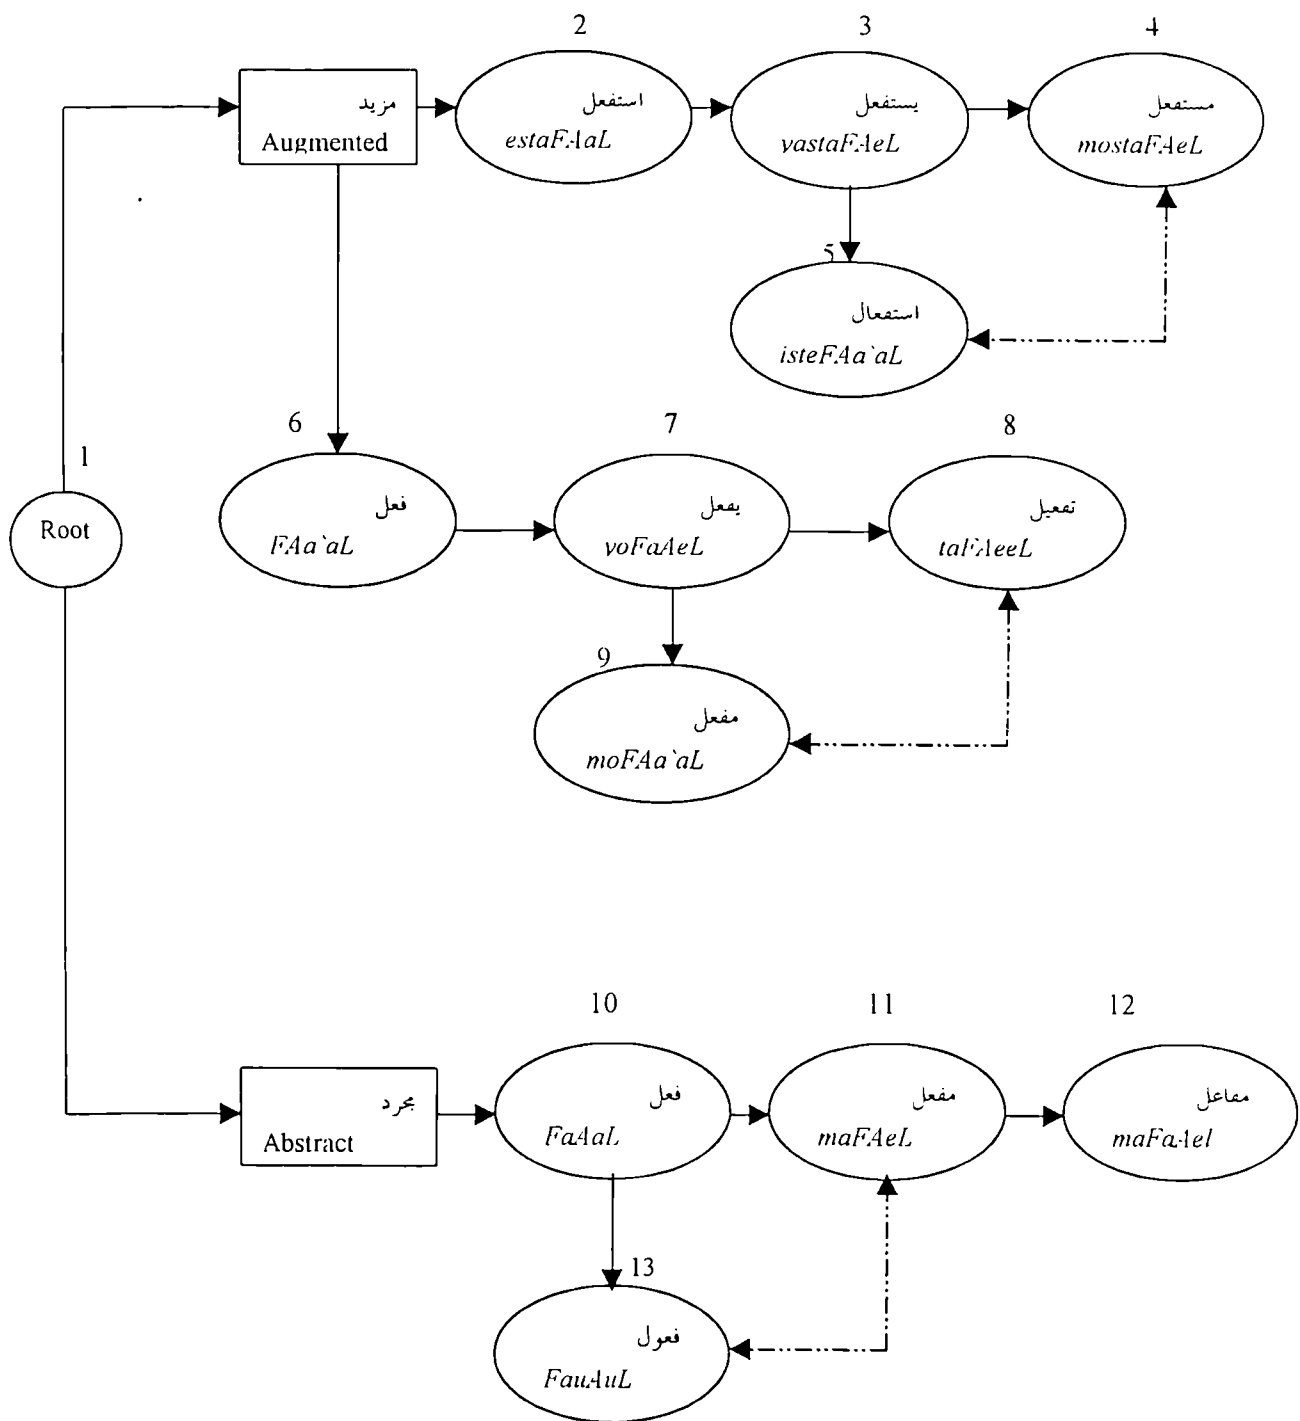 2
3
4
مزيد
Augmented
استفعل
estaFAaL
يستفعل
yastaFAeL
مستفعل
mostaFAeL
5
استفعال
isteFAa`aL
6
7
8
1
Root
فعل
FAa`aL
يفعل
yoFaAeL
تفعيل
taFAeeL
9
مفعل
moFAa`aL
10
11
12
مجرد
Abstract
فعل
FaAaL
مفعل
maFAeL
مفاعل
maFaAel
13
فعول
FauAuL